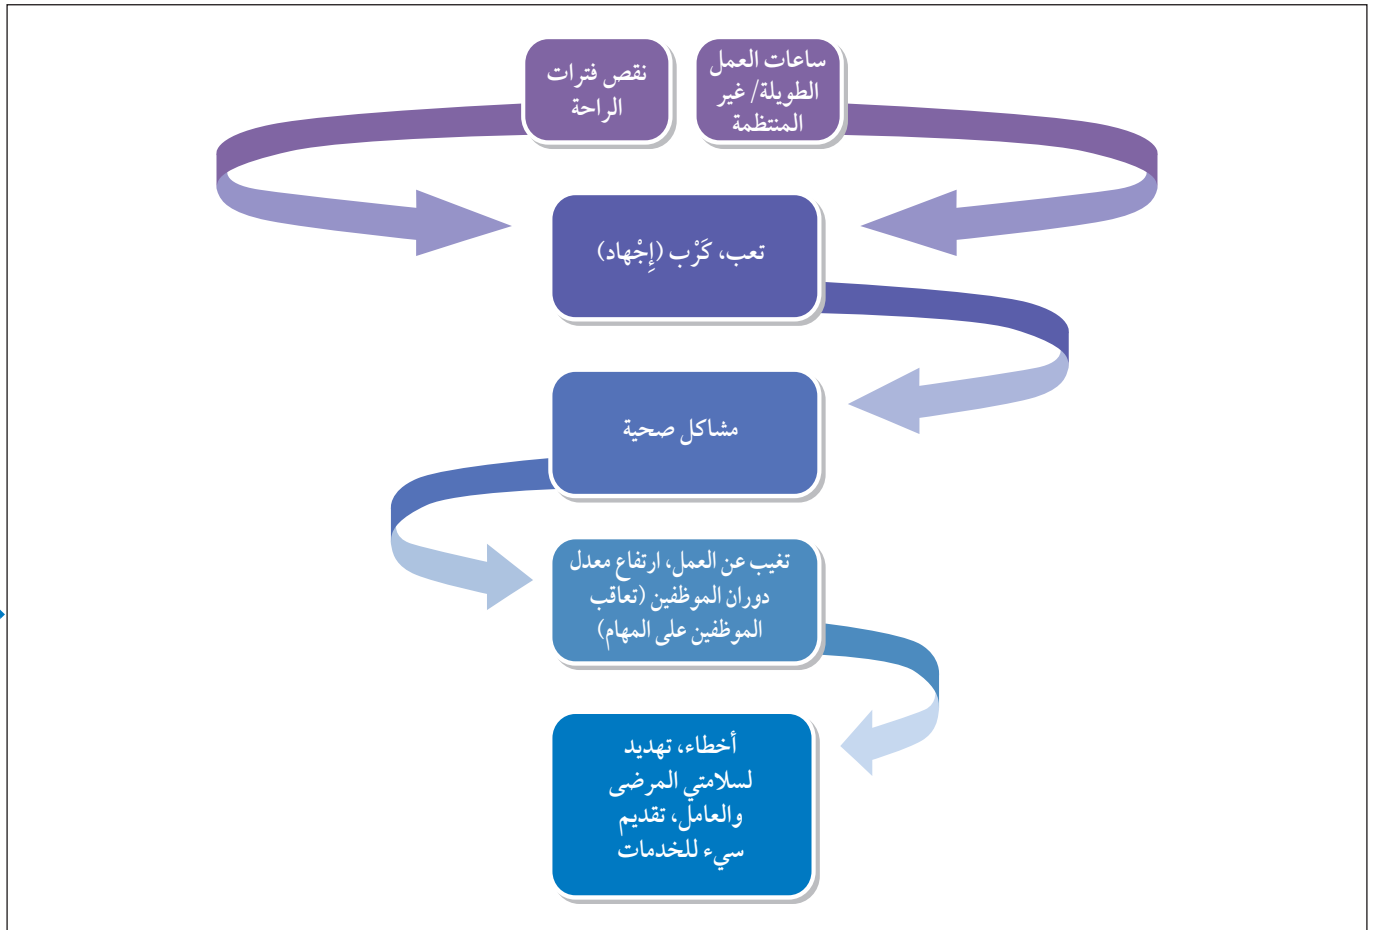 ساعات العمل
الطويلة/ غير
المنتظمة
نقص فترات
الراحة
تعب، كَرْب (إِجْهاد)
مشاكل صحية
تغيب عن العمل، ارتفاع معدل
دوران الموظفين (تعاقب
الموظفين على المهام)
أخطاء، تهديد
لسلامتي المرضى
والعامل، تقديم
سيء للخدمات